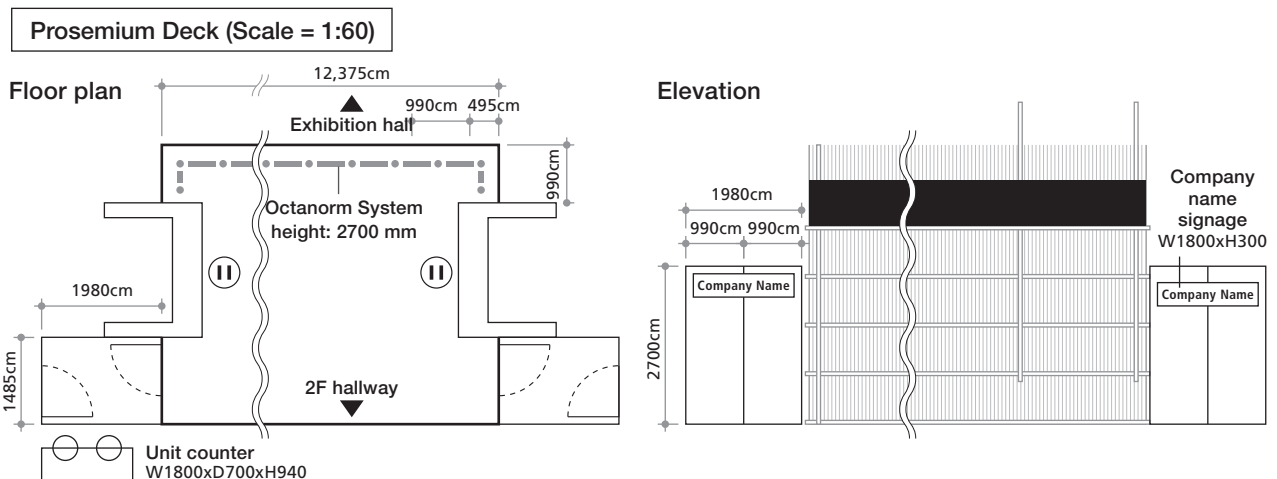 Prosemium Deck (Scale = 1:60)
Floor plan
12,375cm
990cm 495cm
Exhibition hall
990cm
Octanorm System
height: 2700 mm
1980cm
1485cm
2F hallway
Unit counter
W1800xD700xH940
Elevation
1980cm
990cm 990cm
Company Name
2700cm
Company
name
signage
W1800xH300
Company Name